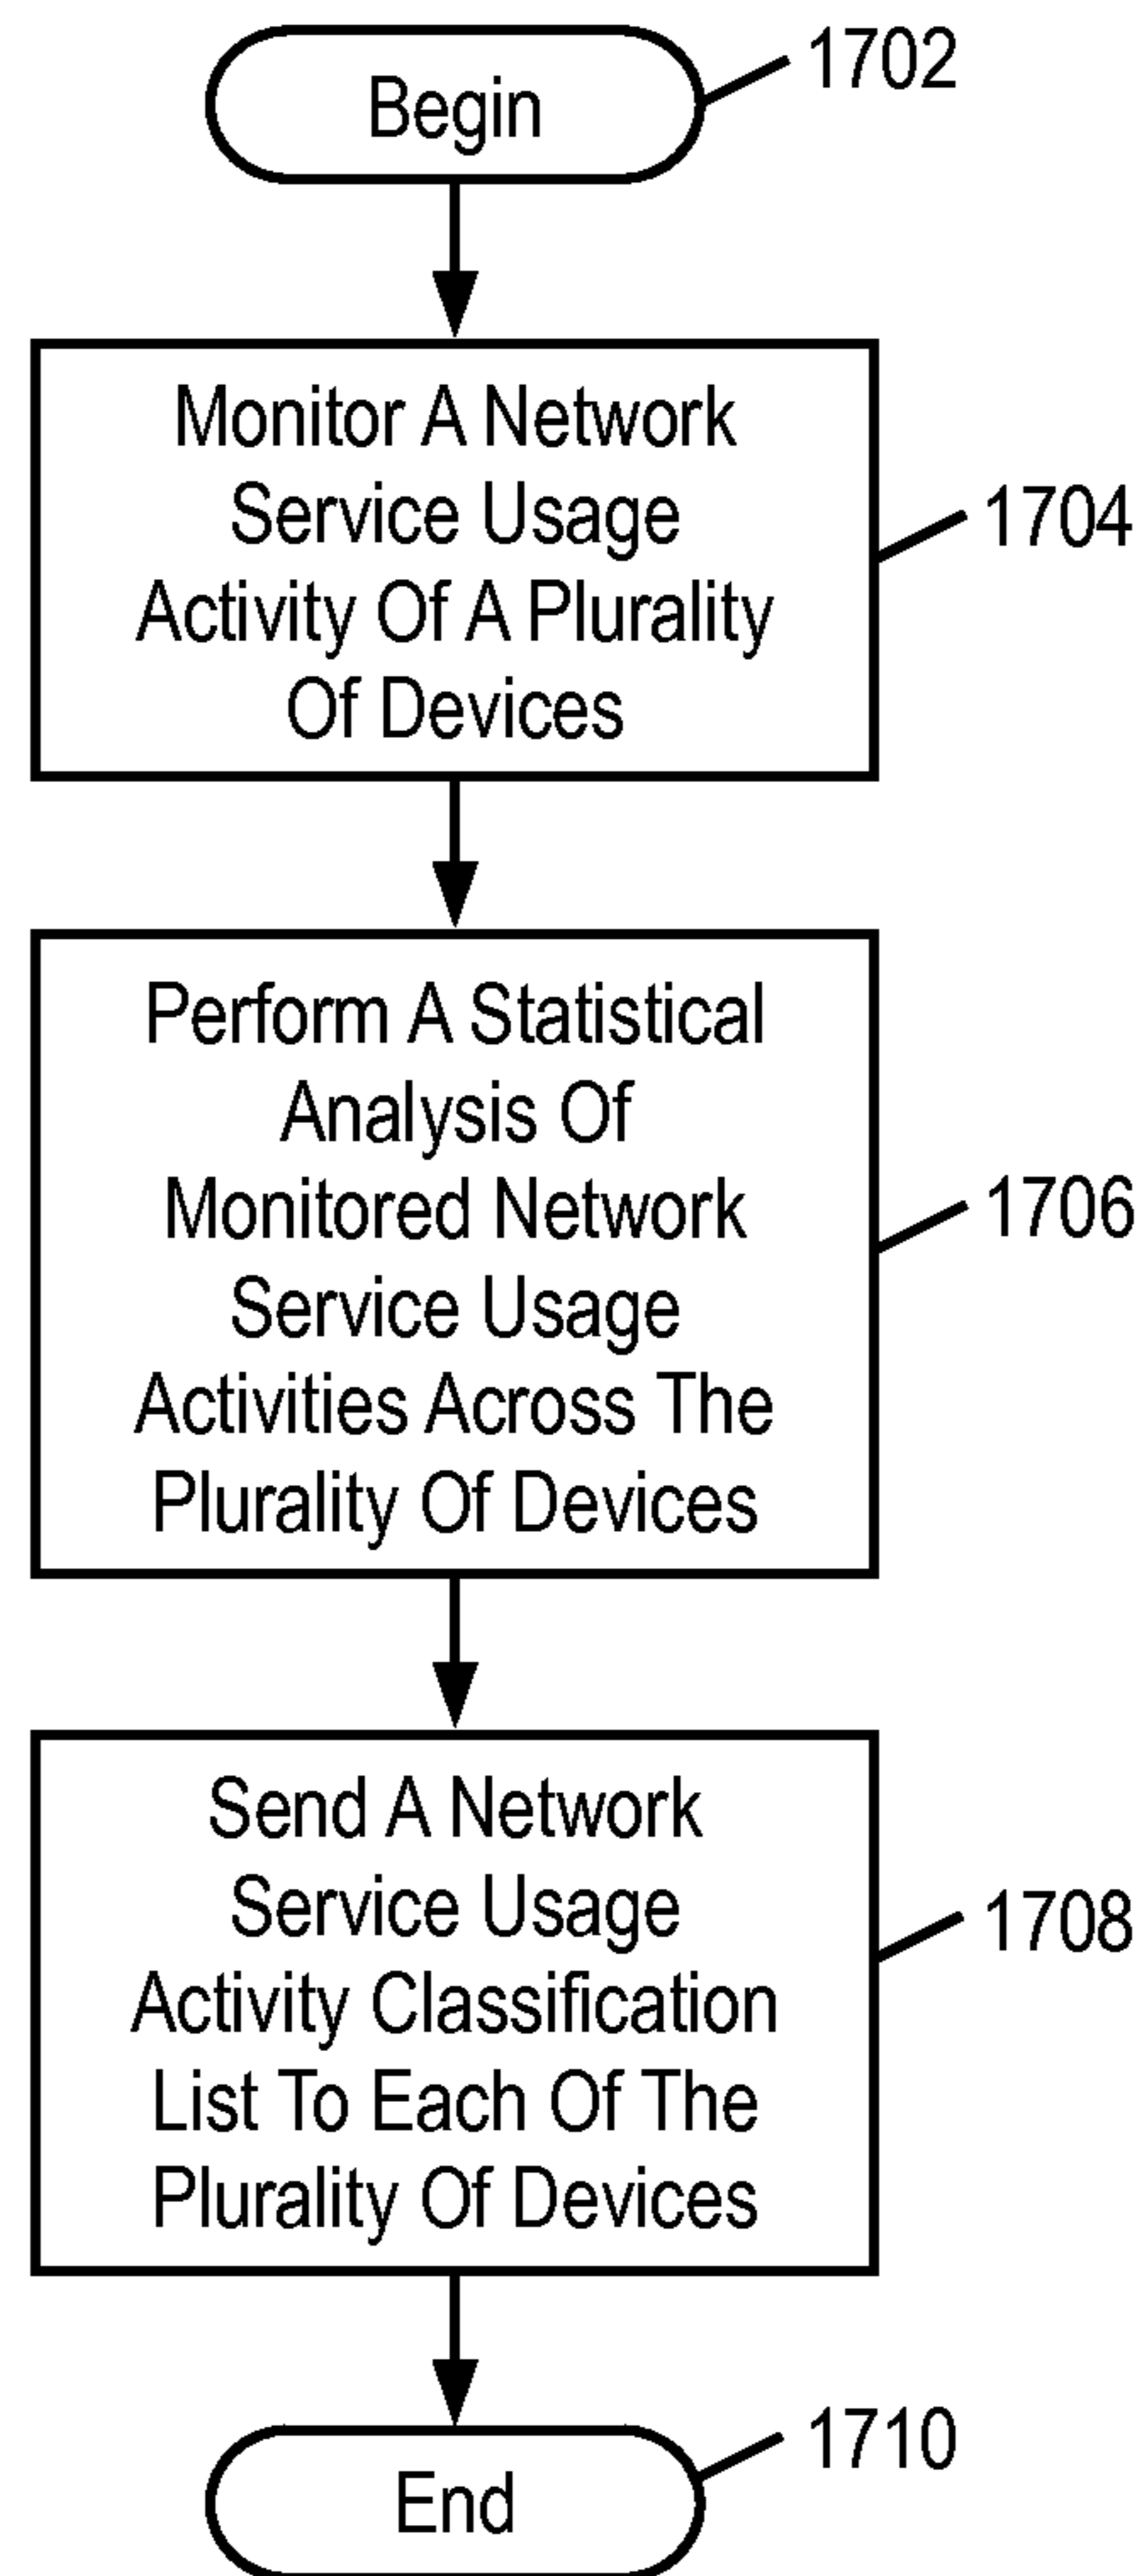 Begin
1702
Monitor A Network
Service Usage
Activity Of A Plurality
Of Devices
1704
Perform A Statistical
Analysis Of
Monitored Network
Service Usage
Activities Across The
Plurality Of Devices
1706
Send A Network
Service Usage
Activity Classification
List To Each Of The
Plurality Of Devices
1708
End
1710